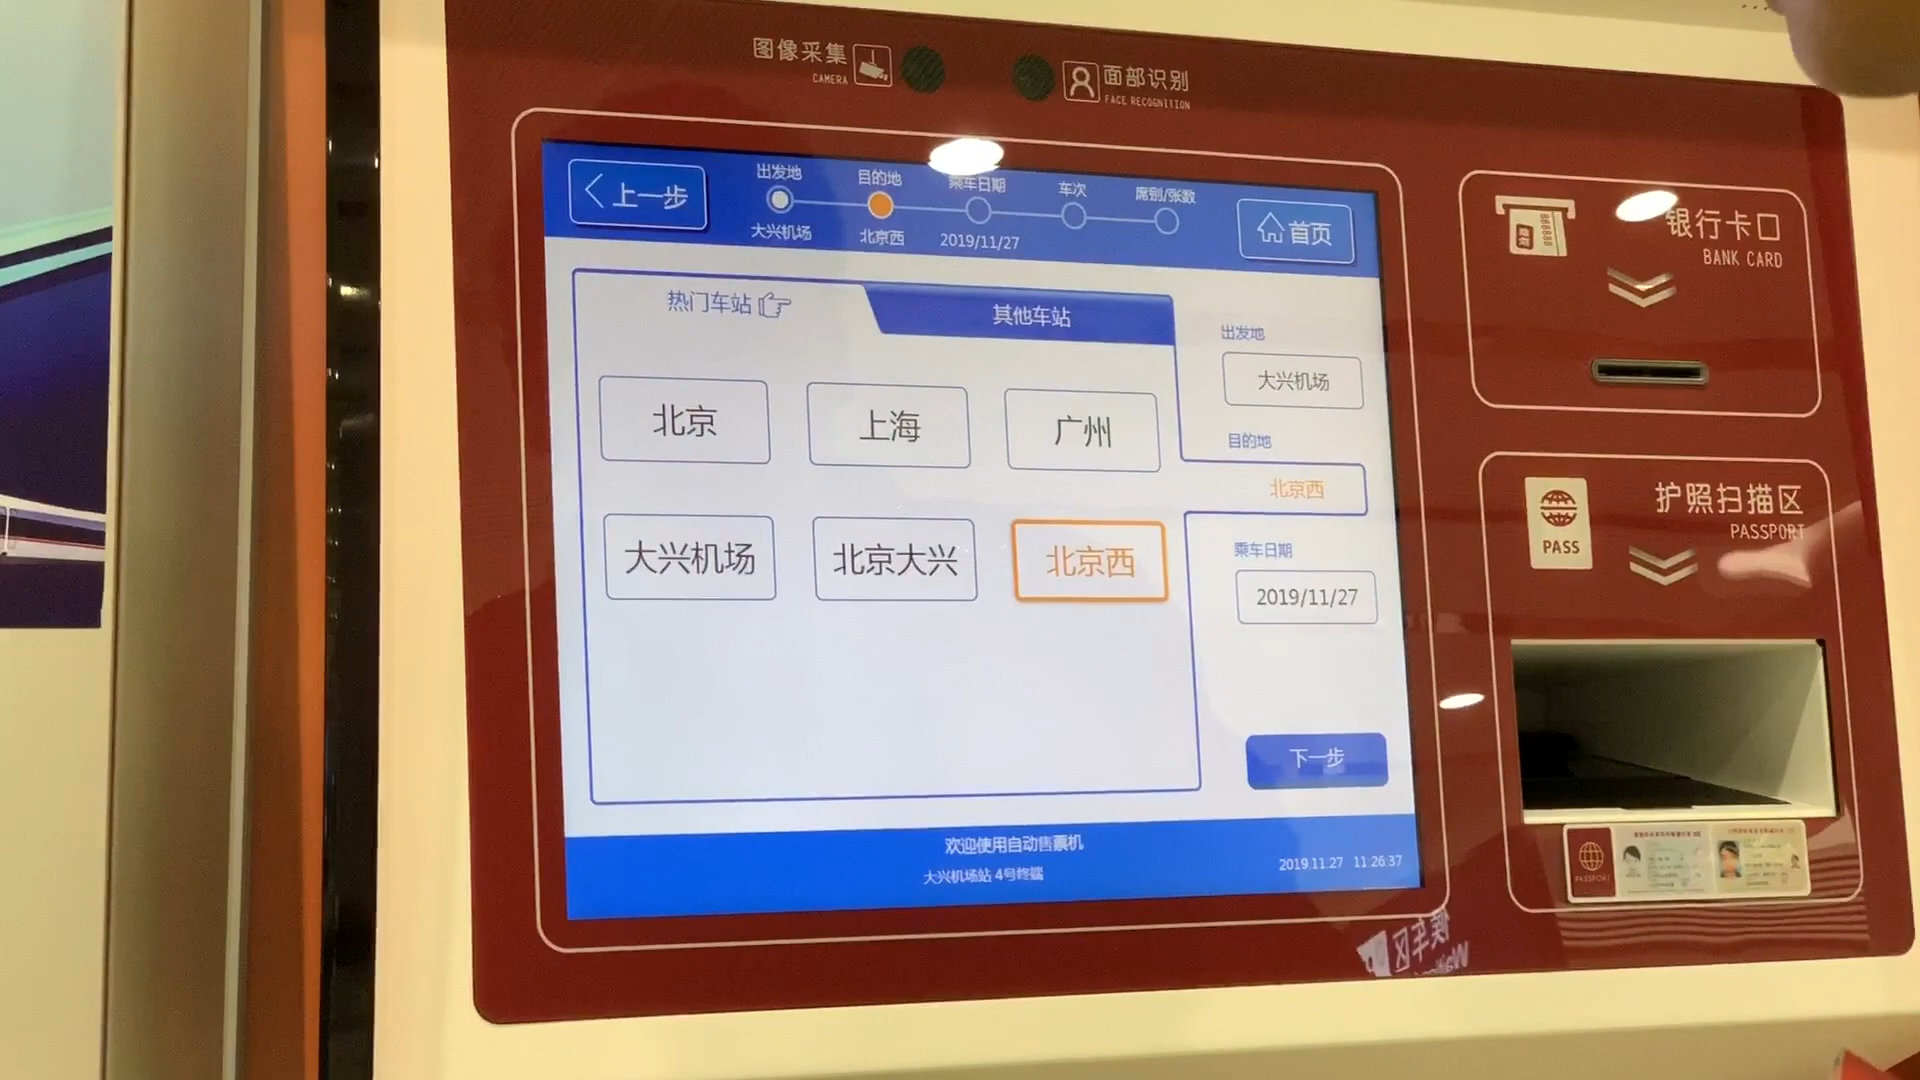 图像采集
CAMERA
面部识别
FACE RECOGNITION
上一步
出发地
目的地
乘车日期
车次
席别/张数
大兴机场
北京西
2019/11/27
首页
热门车站
其他车站
北京
上海
广州
大兴机场
北京大兴
北京西
出发地
大兴机场
目的地
北京西
乘车日期
2019/11/27
下一步
欢迎使用自动售票机
大兴机场站 4号终端
2019.11.27 11:26:37
银行卡口
BANK CARD
护照扫描区
PASSPORT
PASS
PASSPORT
候车区